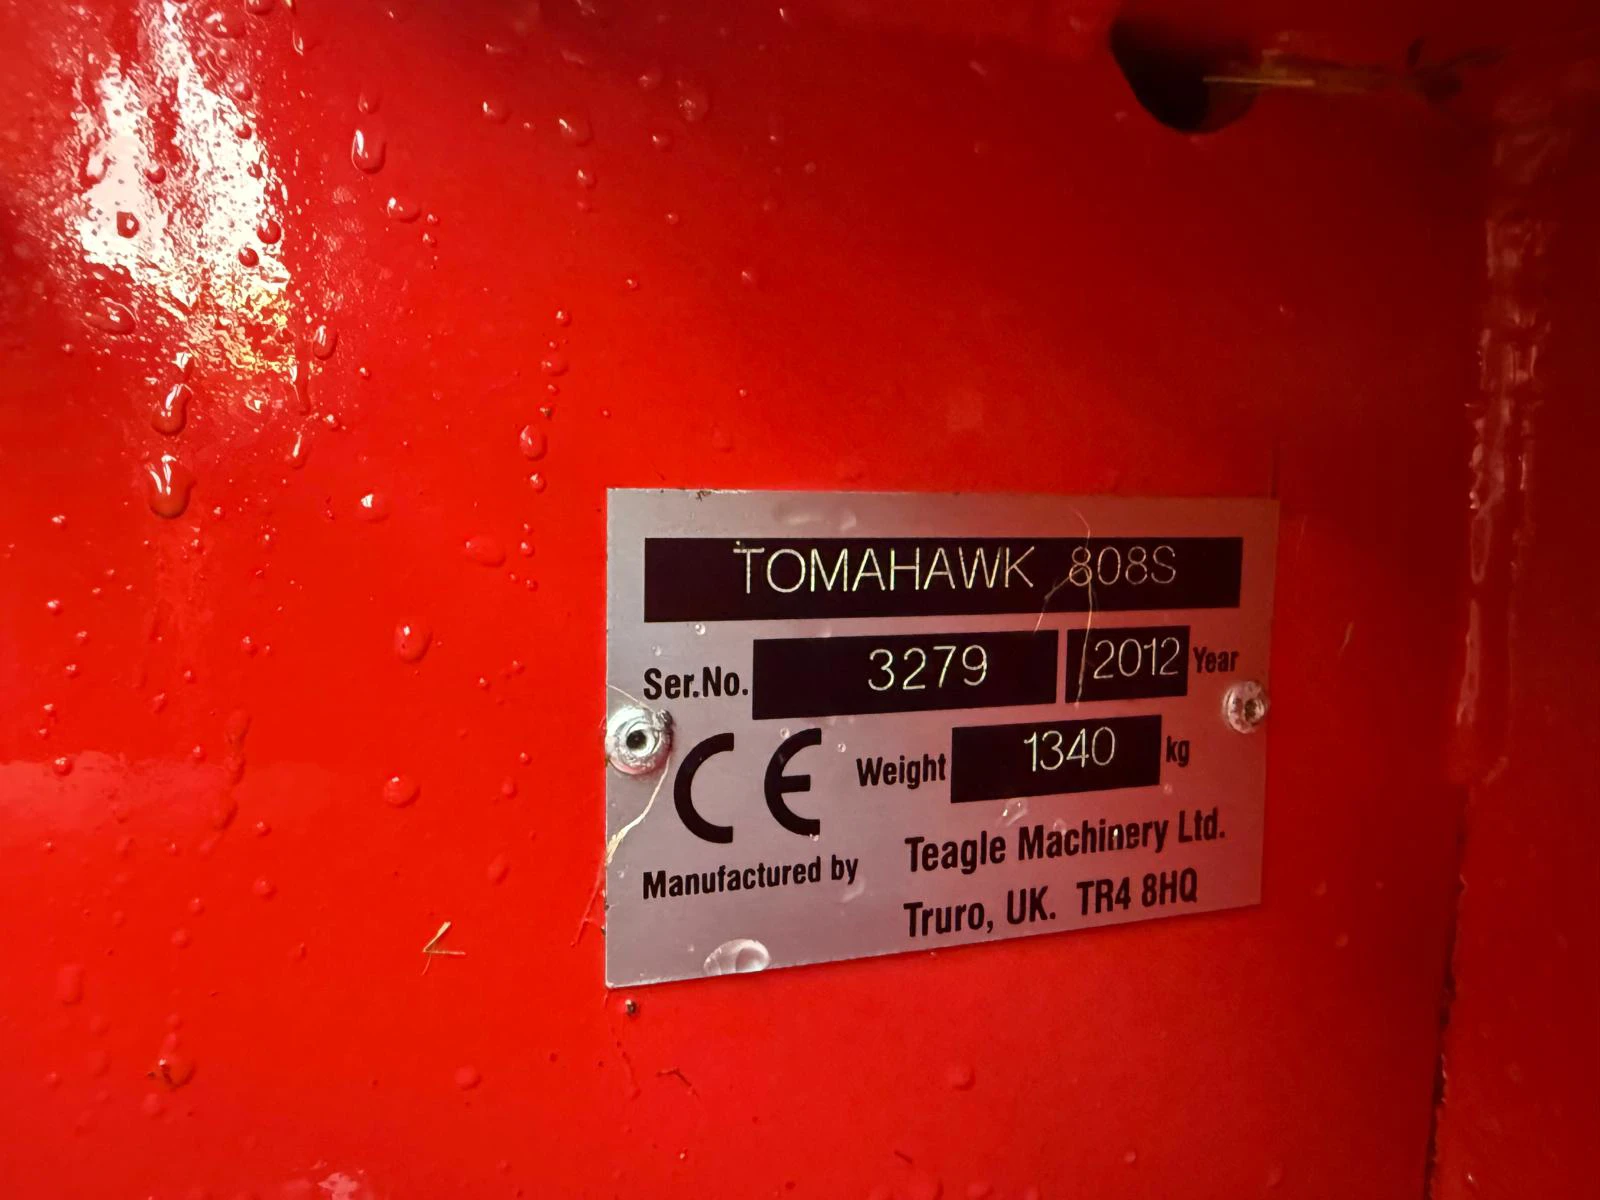 TOMAHAWK 808S
Ser.No. 3279 2012 Year
CE Weight 1340 kg
Manufactured by Teagle Machinery Ltd.
Truro, UK. TR4 8HQ